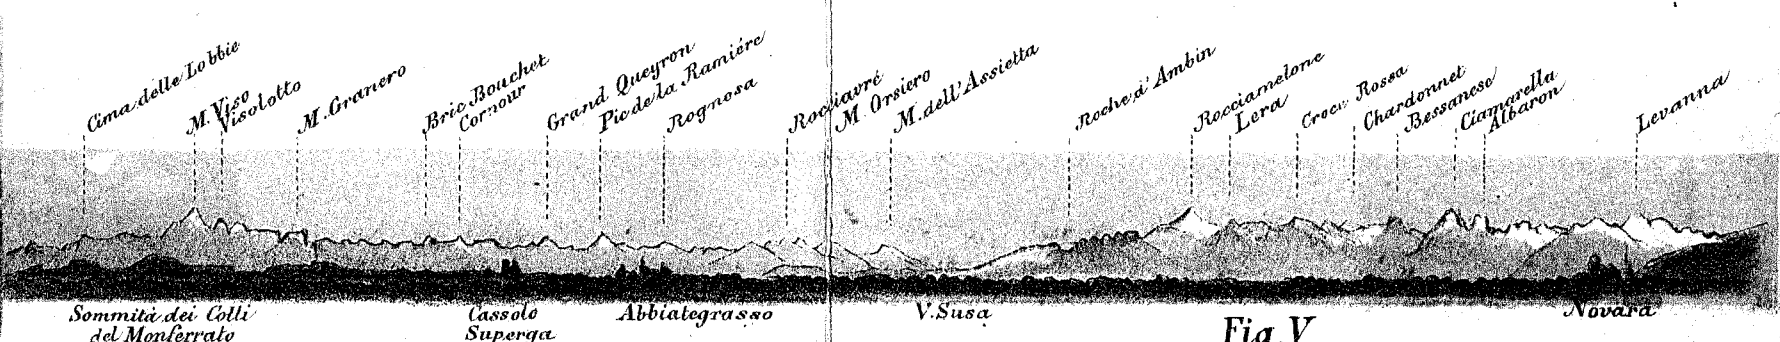 Cima delle Lobbie
M. Viso
Visolotto
M. Granero
Bric Bouchet
Cornour
Grand Queyron
Pic de la Ramiére
Rognosa
Rocciavré
M. Orsiero
M. dell'Assietta
Roche d'Ambin
Rocciamelone
Lera
Croce Rossa
Chardonnet
Bessanese
Ciamarella
Albaron
Levanna
Sommità dei Colli
del Monferrato
Cassolo
Superga
Abbiategrasso
V. Susa
Fig. V
Novara